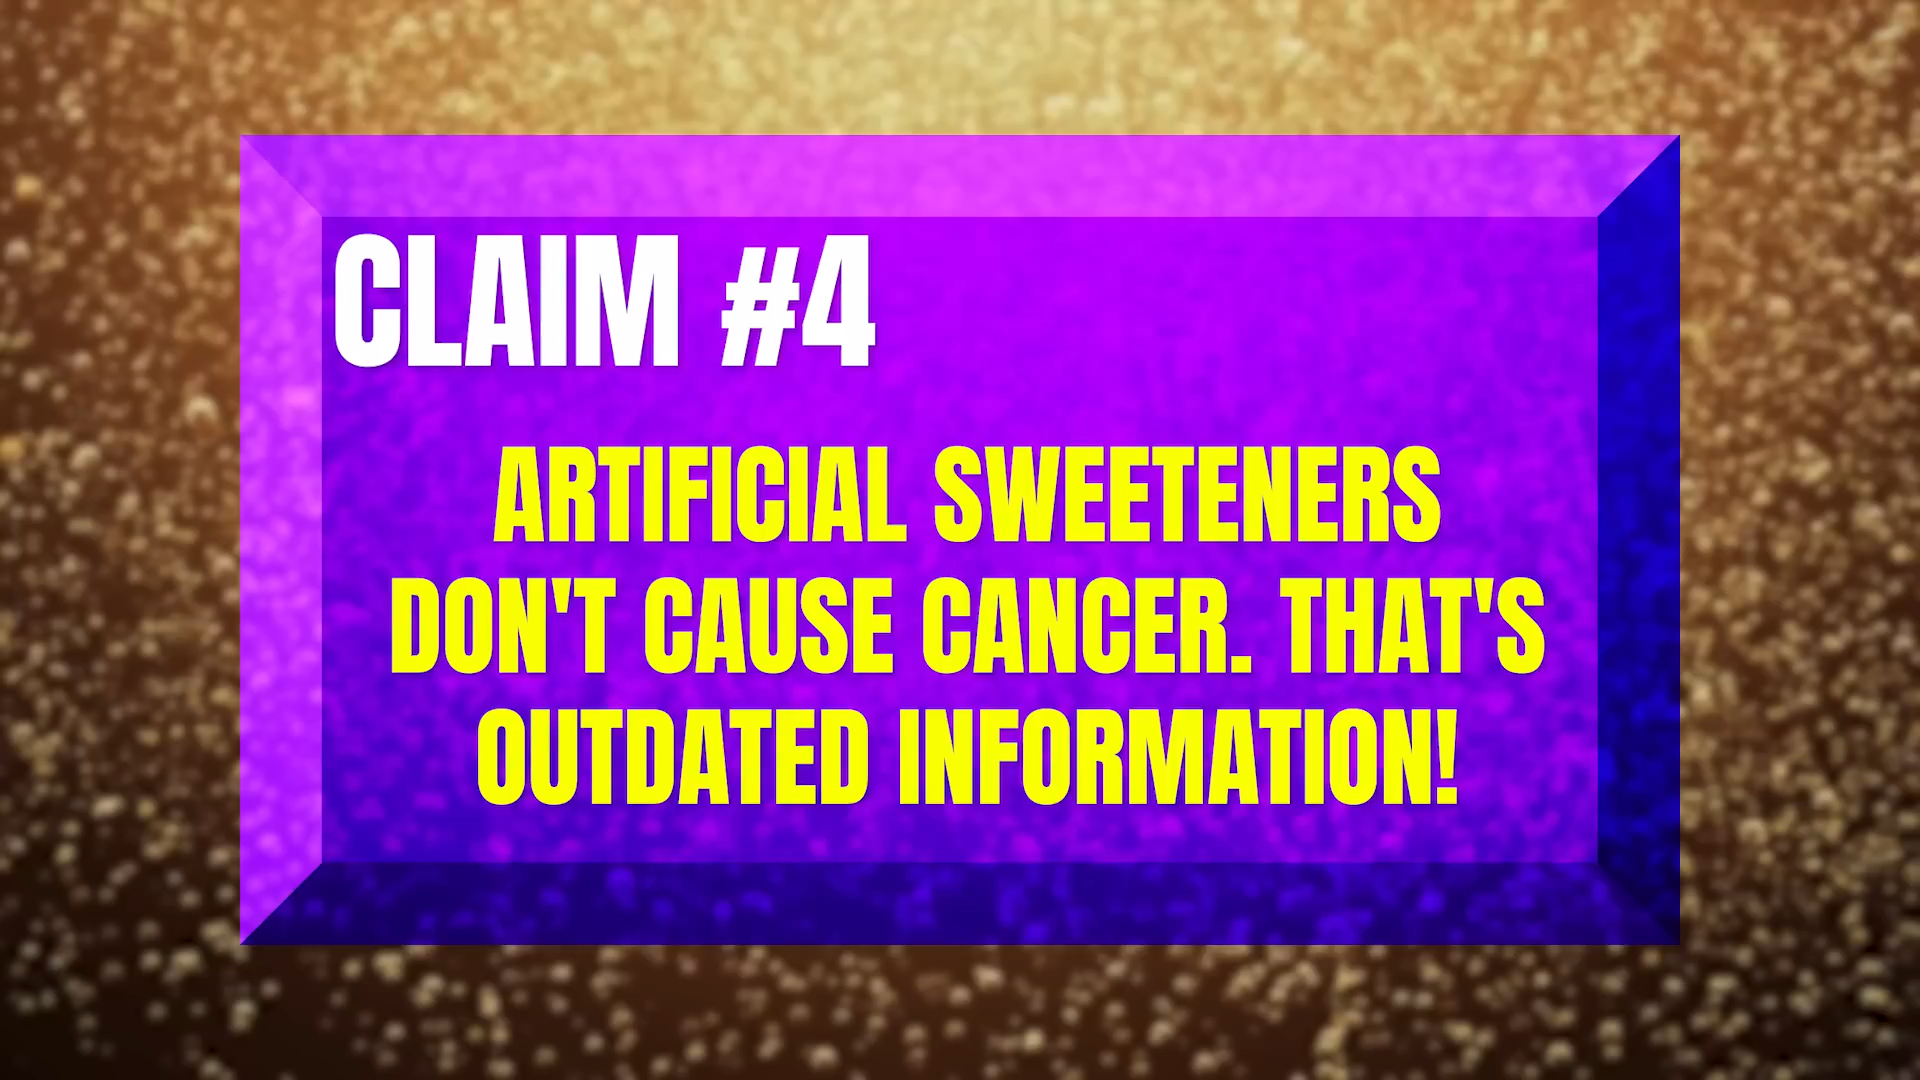 CLAIM #4
ARTIFICIAL SWEETENERS
DON'T CAUSE CANCER. THAT'S
OUTDATED INFORMATION!